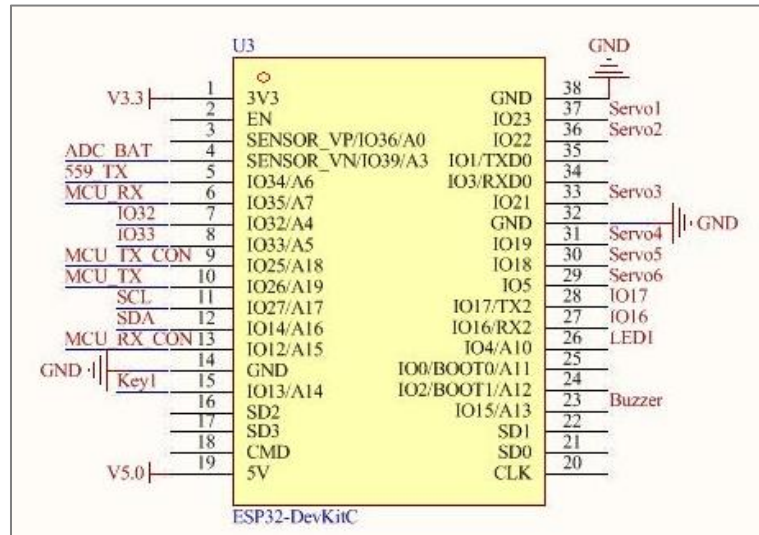 U3
GND
V3.3 1 3V3 GND 38
2 EN IO23 37 Servo1
3 SENSOR_VP/IO36/A0 IO22 36 Servo2
ADC_BAT 4 SENSOR_VN/IO39/A3 IO1/TXD0 35
559_TX 5 IO34/A6 IO3/RXD0 34
MCU_RX 6 IO35/A7 IO21 33 Servo3
IO32 7 IO32/A4 GND 32 GND
IO33 8 IO33/A5 IO19 31 Servo4
MCU_TX_CON 9 IO25/A18 IO18 30 Servo5
MCU_TX 10 IO26/A19 IO5 29 Servo6
SCL 11 IO27/A17 IO17/TX2 28 IO17
SDA 12 IO14/A16 IO16/RX2 27 IO16
MCU_RX_CON 13 IO12/A15 IO4/A10 26 LED1
GND 14 GND IO0/BOOT0/A11 25
Key1 15 IO13/A14 IO2/BOOT1/A12 24
16 SD2 IO15/A13 23 Buzzer
17 SD3 SD1 22
18 CMD SD0 21
V5.0 19 5V CLK 20
ESP32-DevKitC